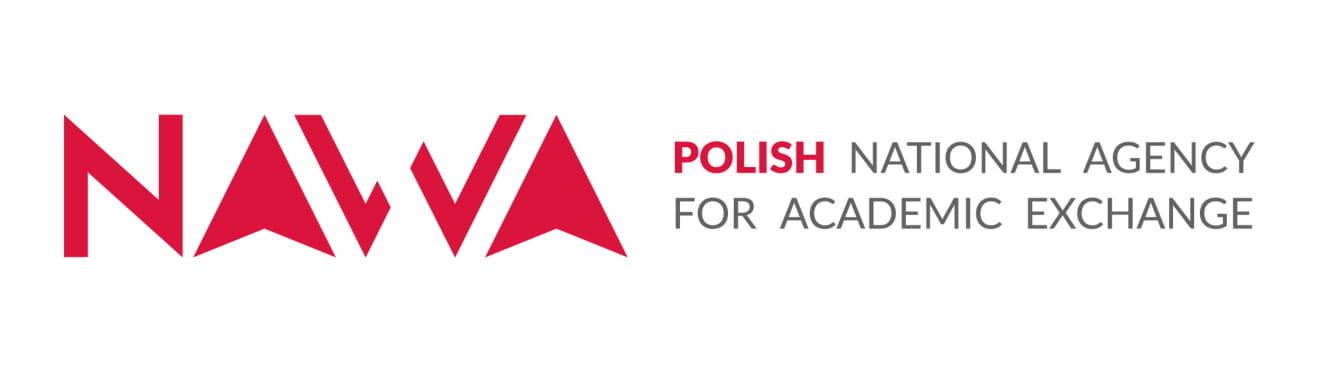 NAWA
POLISH NATIONAL AGENCY
FOR ACADEMIC EXCHANGE